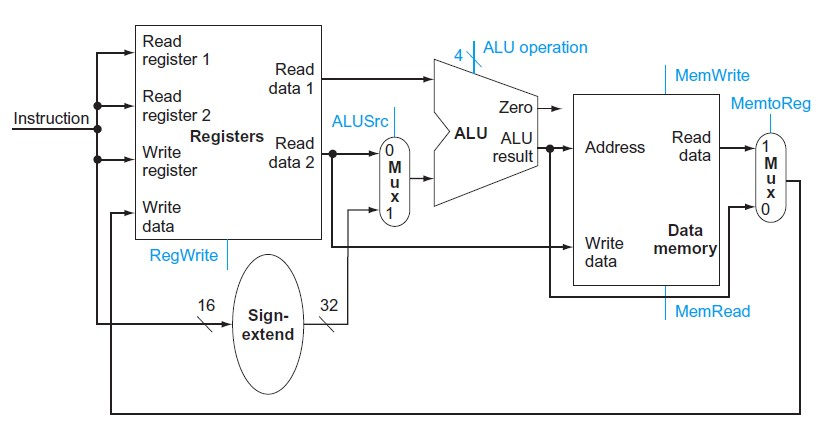 Instruction
Read
register 1
Read
register 2
Write
register
Write
data
Registers
Read
data 1
Read
data 2
RegWrite
16
Sign-
extend
32
ALUSrc
0
M
u
x
1
4
ALU operation
Zero
ALU
ALU
result
MemWrite
Address
Read
data
Write
data
Data
memory
MemRead
MemtoReg
1
M
u
x
0